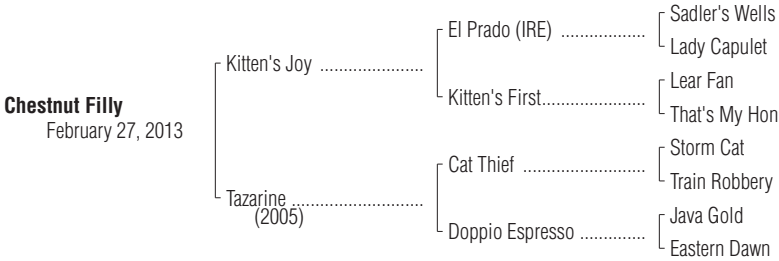 Sadler's Wells
El Prado (IRE) ..................
Lady Capulet
Kitten's Joy ......................
Lear Fan
Kitten's First......................
That's My Hon
Chestnut Filly
February 27, 2013
Storm Cat
Cat Thief ..........................
Train Robbery
Tazarine ............................
(2005)
Java Gold
Doppio Espresso ..............
Eastern Dawn